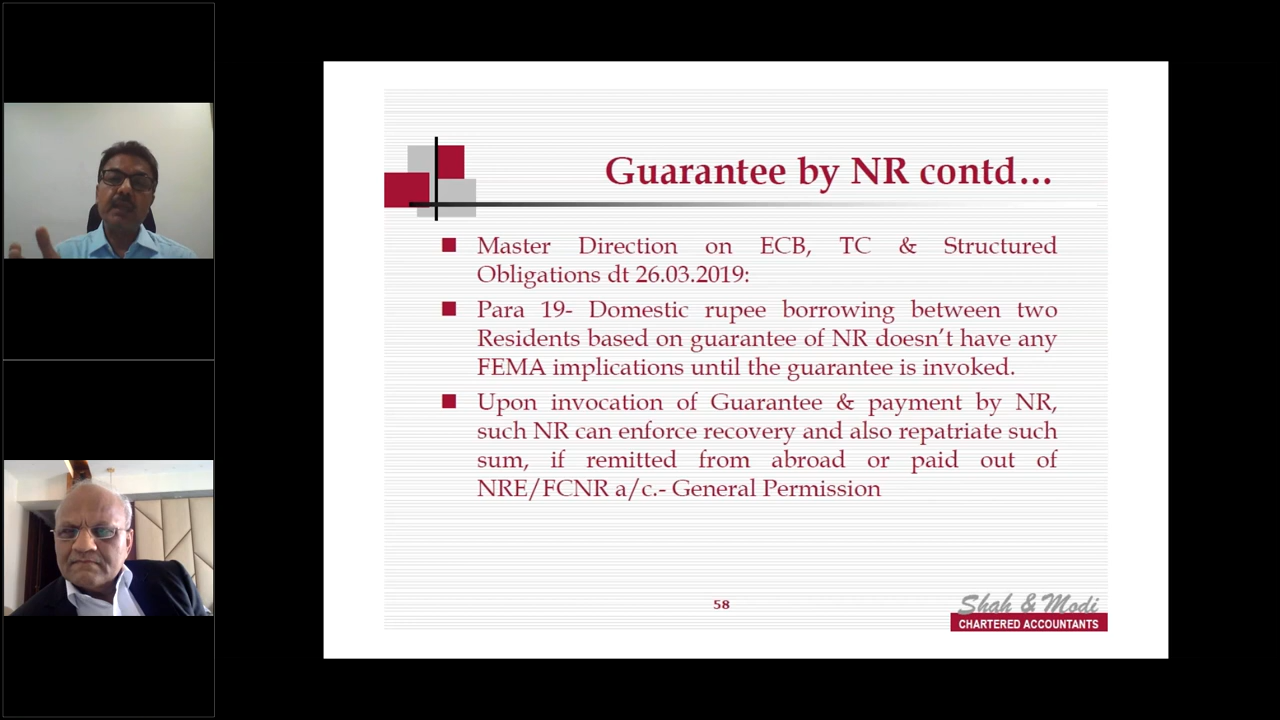 Guarantee by NR contd…
Master Direction on ECB, TC & Structured
Obligations dt 26.03.2019:
Para 19- Domestic rupee borrowing between two
Residents based on guarantee of NR doesn’t have any
FEMA implications until the guarantee is invoked.
Upon invocation of Guarantee & payment by NR,
such NR can enforce recovery and also repatriate such
sum, if remitted from abroad or paid out of
NRE/FCNR a/c.- General Permission
58
Shah & Modi
CHARTERED ACCOUNTANTS